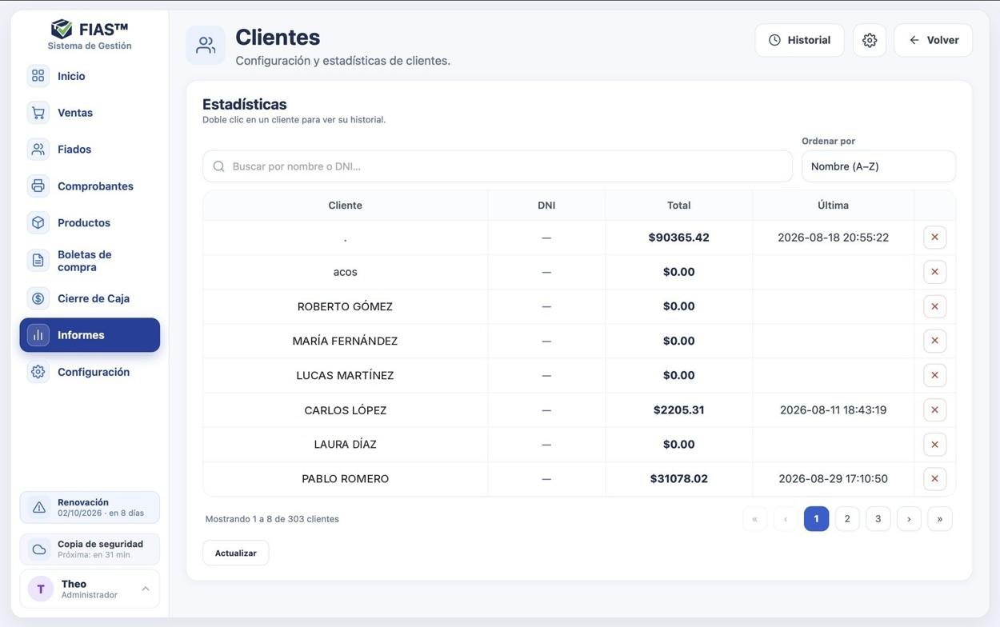 FIAS™
Sistema de Gestión
Inicio
Ventas
Fiados
Comprobantes
Productos
Boletas de
compra
Cierre de Caja
Informes
Configuración
Renovación
02/10/2026 · en 8 días
Copia de seguridad
Próxima: en 31 min
T
Theo
Administrador
Clientes
Configuración y estadísticas de clientes.
Historial
Volver
Estadísticas
Doble clic en un cliente para ver su historial.
Ordenar por
Buscar por nombre o DNI...
Nombre (A–Z)
Cliente DNI Total Última
. — $90365.42 2026-08-18 20:55:22
acos — $0.00
ROBERTO GÓMEZ — $0.00
MARÍA FERNÁNDEZ — $0.00
LUCAS MARTÍNEZ — $0.00
CARLOS LÓPEZ — $2205.31 2026-08-11 18:43:19
LAURA DÍAZ — $0.00
PABLO ROMERO — $31078.02 2026-08-29 17:10:50
Mostrando 1 a 8 de 303 clientes
« ‹ 1 2 3 › »
Actualizar